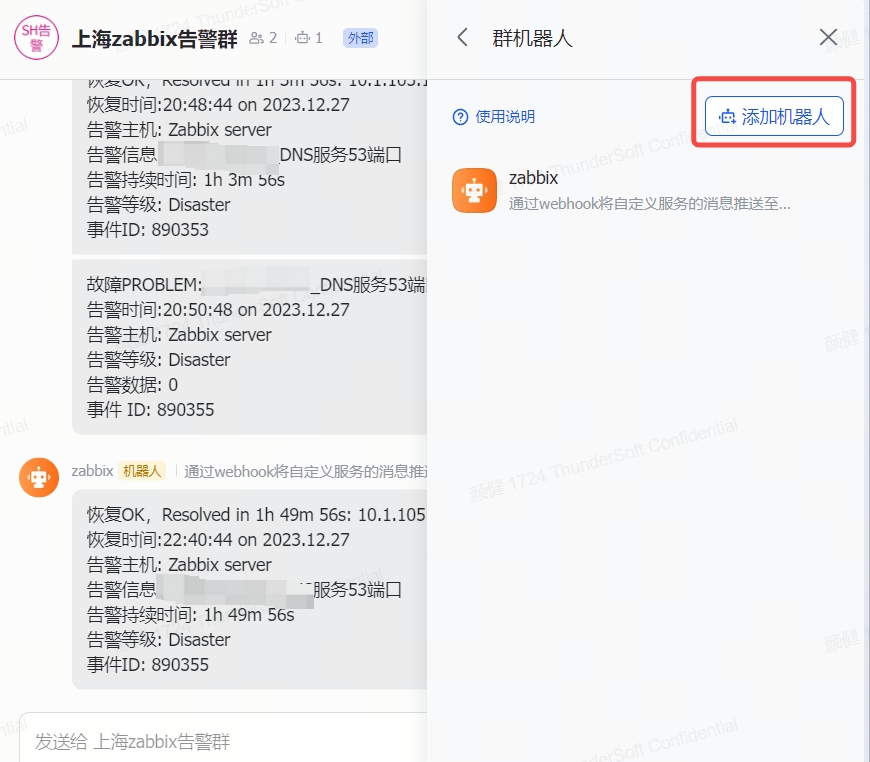 SH告
警
上海zabbix告警群 2 1 外部
恢复OK，Resolved in 1h 3m 56s: 10.1.105.1
恢复时间:20:48:44 on 2023.12.27
告警主机: Zabbix server
告警信息 DNS服务53端口
告警持续时间: 1h 3m 56s
告警等级: Disaster
事件ID: 890353
故障PROBLEM: _DNS服务53端
告警时间:20:50:48 on 2023.12.27
告警主机: Zabbix server
告警等级: Disaster
告警数据: 0
事件 ID: 890355
zabbix 机器人 通过webhook将自定义服务的消息推
恢复OK，Resolved in 1h 49m 56s: 10.1.105
恢复时间:22:40:44 on 2023.12.27
告警主机: Zabbix server
告警信息 服务53端口
告警持续时间: 1h 49m 56s
告警等级: Disaster
事件ID: 890355
发送给 上海zabbix告警群
群机器人
使用说明
添加机器人
zabbix
通过webhook将自定义服务的消息推送至...
颜健 1724 ThunderSoft Confidential